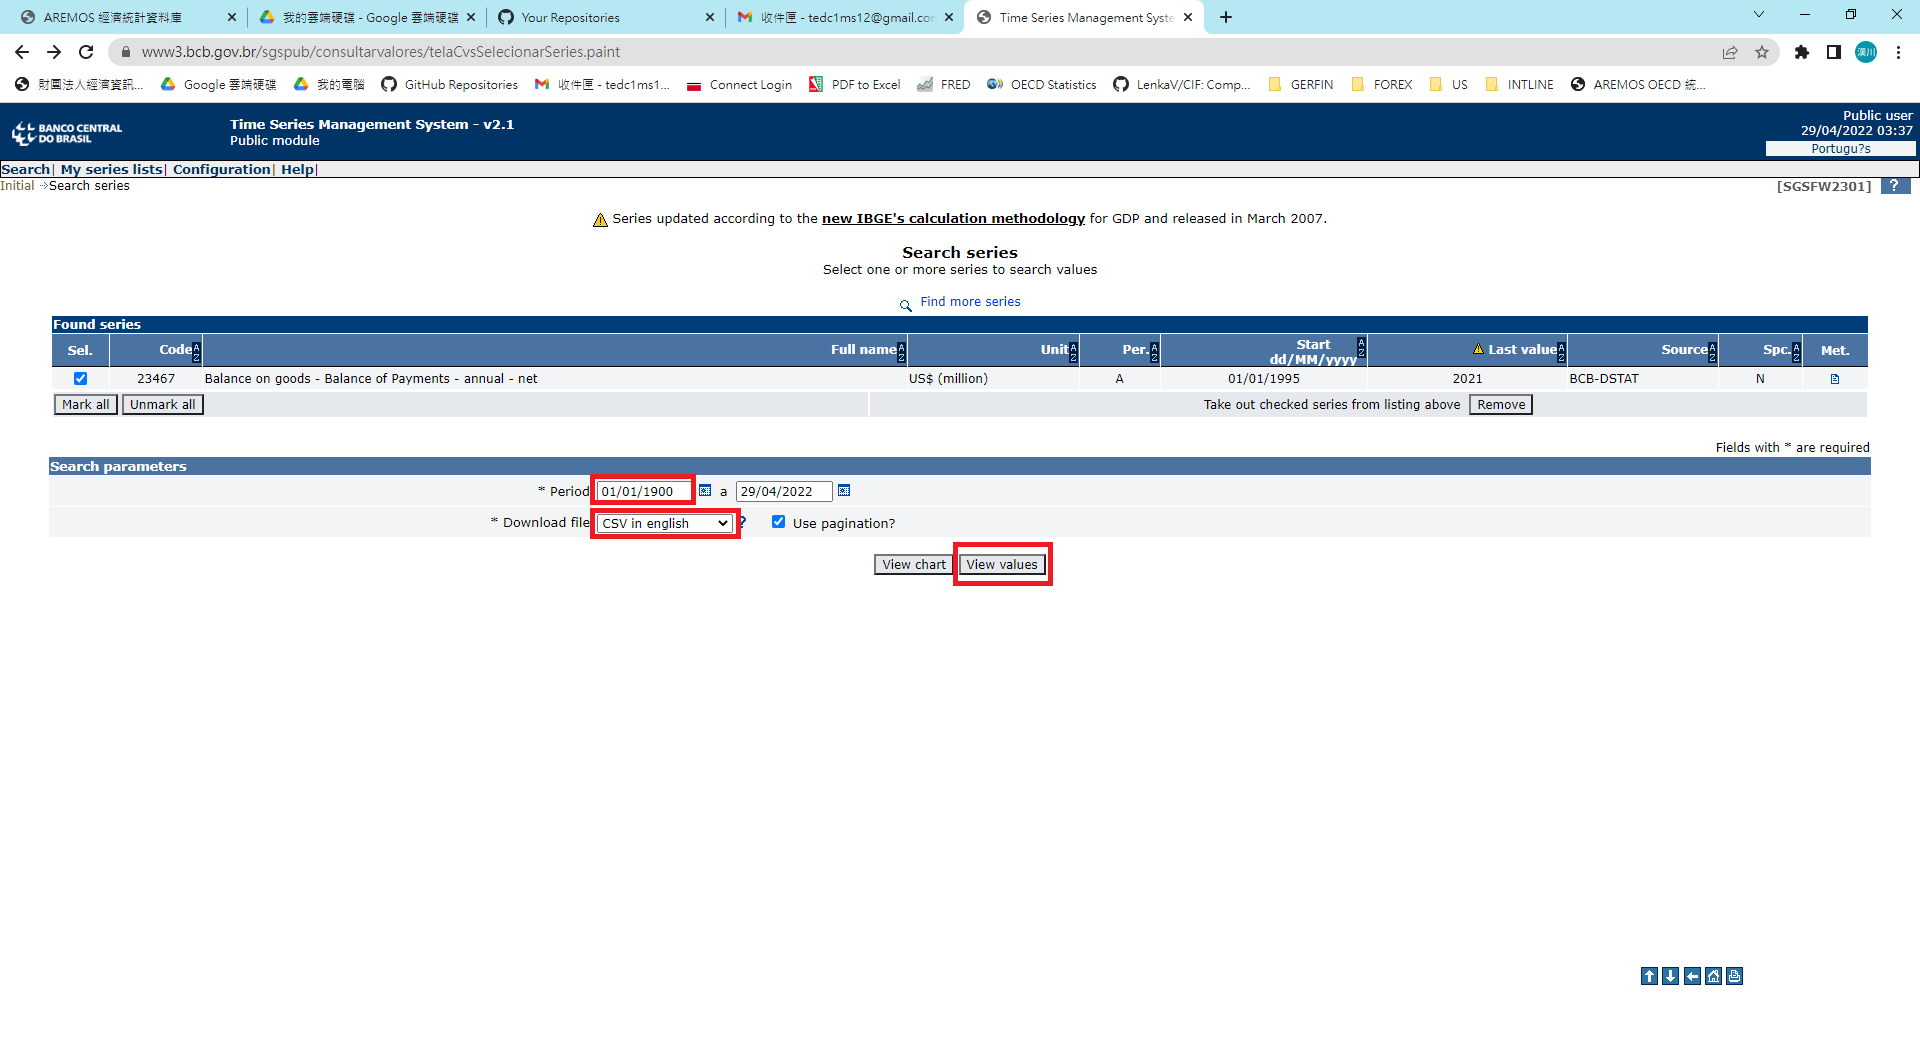 AREMOS 經濟統計資料庫
我的雲端硬碟 - Google 雲端硬碟
Your Repositories
收件匣 - tedc1ms12@gmail.co
Time Series Management Syste
www3.bcb.gov.br/sgspub/consultarvalores/telaCvsSelecionarSeries.paint
漢川
財團法人經濟資訊...
Google 雲端硬碟
我的電腦
GitHub Repositories
收件匣 - tedc1ms1...
Connect Login
PDF to Excel
FRED
OECD Statistics
LenkaV/CIF: Comp...
GERFIN
FOREX
US
INTLINE
AREMOS OECD 統...
BANCO CENTRAL
DO BRASIL
Time Series Management System - v2.1
Public module
Public user
29/04/2022 03:37
Portugu?s
Search| My series lists| Configuration| Help|
Initial Search series
[SGSFW2301] ?
Series updated according to the new IBGE's calculation methodology for GDP and released in March 2007.
Search series
Select one or more series to search values
Find more series
Found series
Sel. Code Full name Unit Per. Start dd/MM/yyyy Last value Source Spc. Met.
23467 Balance on goods - Balance of Payments - annual - net US$ (million) A 01/01/1995 2021 BCB-DSTAT N
Mark all Unmark all Take out checked series from listing above Remove
Fields with * are required
Search parameters
* Period 01/01/1900 a 29/04/2022
* Download file CSV in english ? Use pagination?
View chart View values